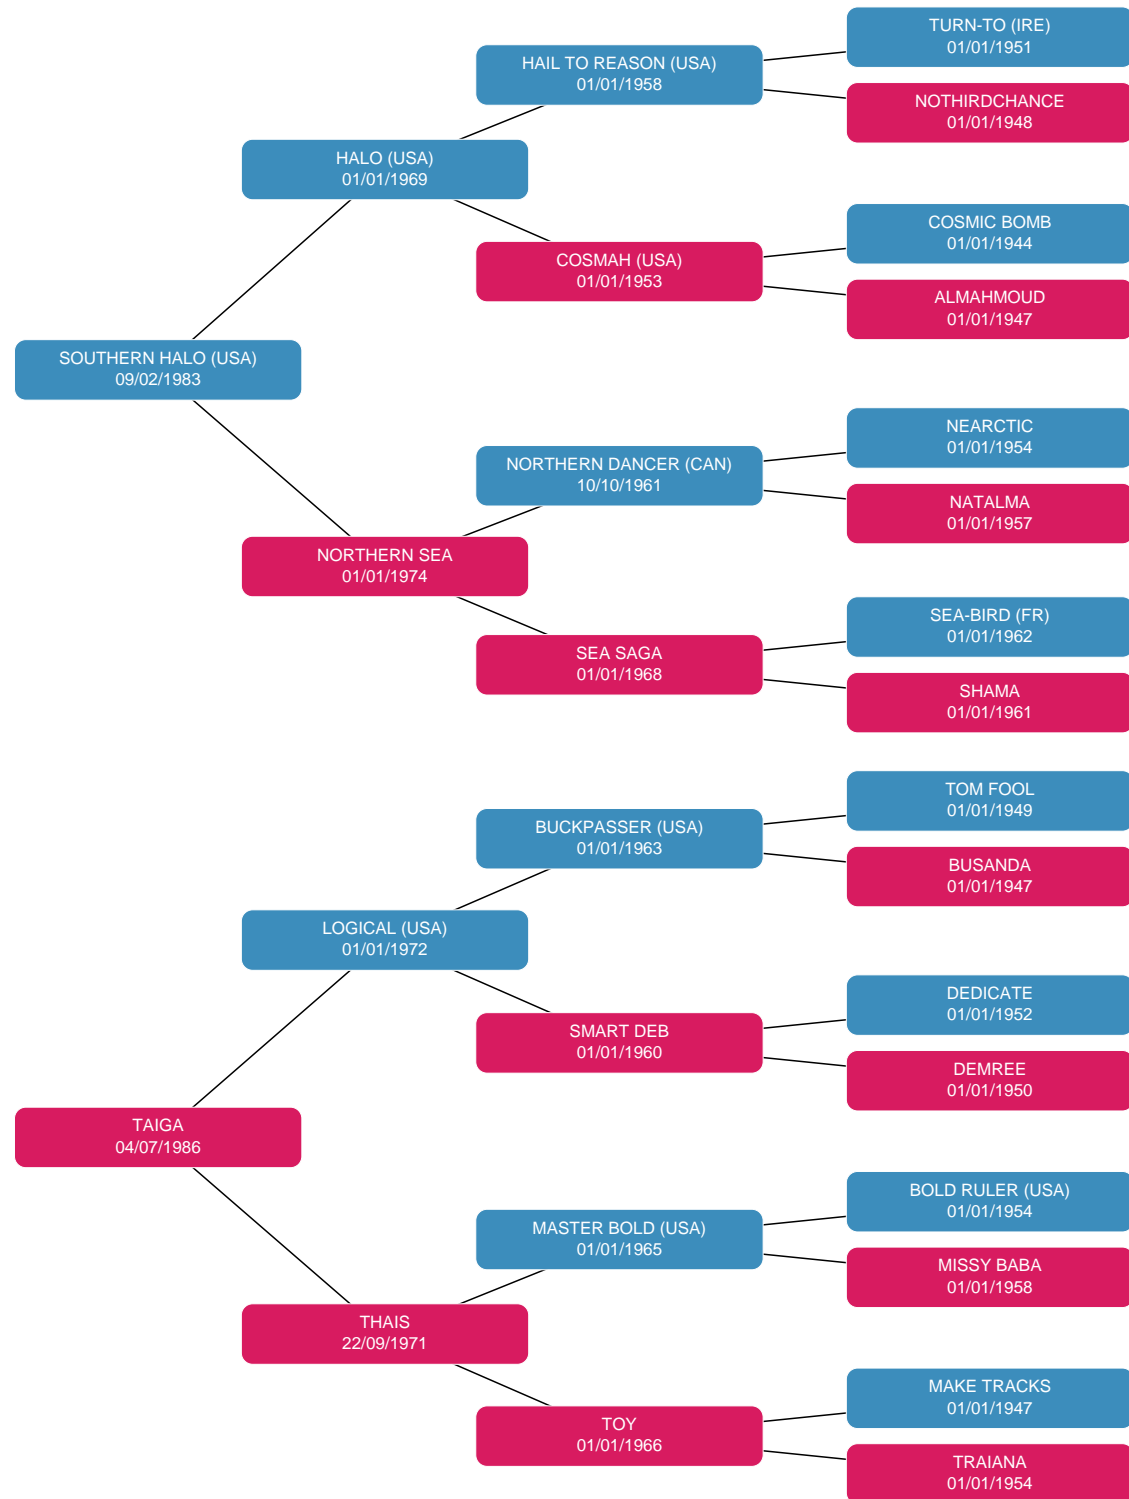 TURN-TO (IRE)
01/01/1951
HAIL TO REASON (USA)
01/01/1958
NOTHIRDCHANCE
01/01/1948
HALO (USA)
01/01/1969
COSMIC BOMB
01/01/1944
COSMAH (USA)
01/01/1953
ALMAHMOUD
01/01/1947
SOUTHERN HALO (USA)
09/02/1983
NEARCTIC
01/01/1954
NORTHERN DANCER (CAN)
10/10/1961
NATALMA
01/01/1957
NORTHERN SEA
01/01/1974
SEA-BIRD (FR)
01/01/1962
SEA SAGA
01/01/1968
SHAMA
01/01/1961
TOM FOOL
01/01/1949
BUCKPASSER (USA)
01/01/1963
BUSANDA
01/01/1947
LOGICAL (USA)
01/01/1972
DEDICATE
01/01/1952
SMART DEB
01/01/1960
DEMREE
01/01/1950
TAIGA
04/07/1986
BOLD RULER (USA)
01/01/1954
MASTER BOLD (USA)
01/01/1965
MISSY BABA
01/01/1958
THAIS
22/09/1971
MAKE TRACKS
01/01/1947
TOY
01/01/1966
TRAIANA
01/01/1954